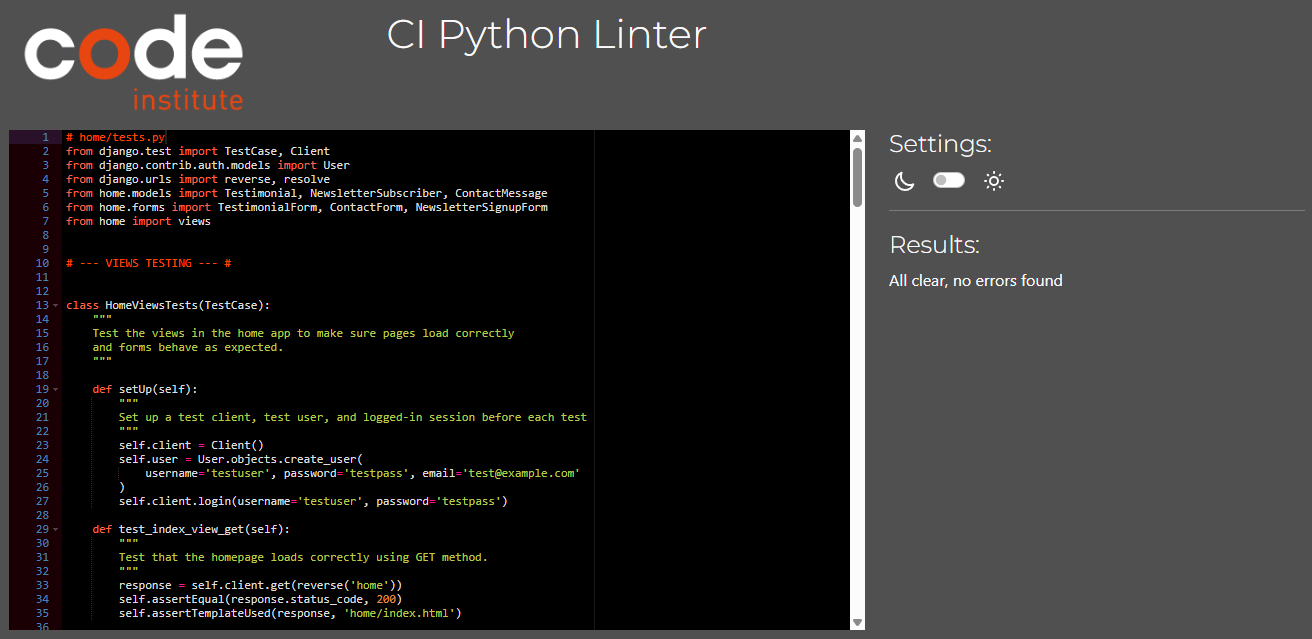 code
institute
CI Python Linter
1 # home/tests.py
2 from django.test import TestCase, Client
3 from django.contrib.auth.models import User
4 from django.urls import reverse, resolve
5 from home.models import Testimonial, NewsletterSubscriber, ContactMessage
6 from home.forms import TestimonialForm, ContactForm, NewsletterSignupForm
7 from home import views
8
9
10 # --- VIEWS TESTING --- #
11
12
13 class HomeViewsTests(TestCase):
14     """
15     Test the views in the home app to make sure pages load correctly
16     and forms behave as expected.
17     """
18
19     def setUp(self):
20         """
21         Set up a test client, test user, and logged-in session before each test
22         """
23         self.client = Client()
24         self.user = User.objects.create_user(
25             username='testuser', password='testpass', email='test@example.com'
26         )
27         self.client.login(username='testuser', password='testpass')
28
29     def test_index_view_get(self):
30         """
31         Test that the homepage loads correctly using GET method.
32         """
33         response = self.client.get(reverse('home'))
34         self.assertEqual(response.status_code, 200)
35         self.assertTemplateUsed(response, 'home/index.html')
36
Settings:
Results:
All clear, no errors found